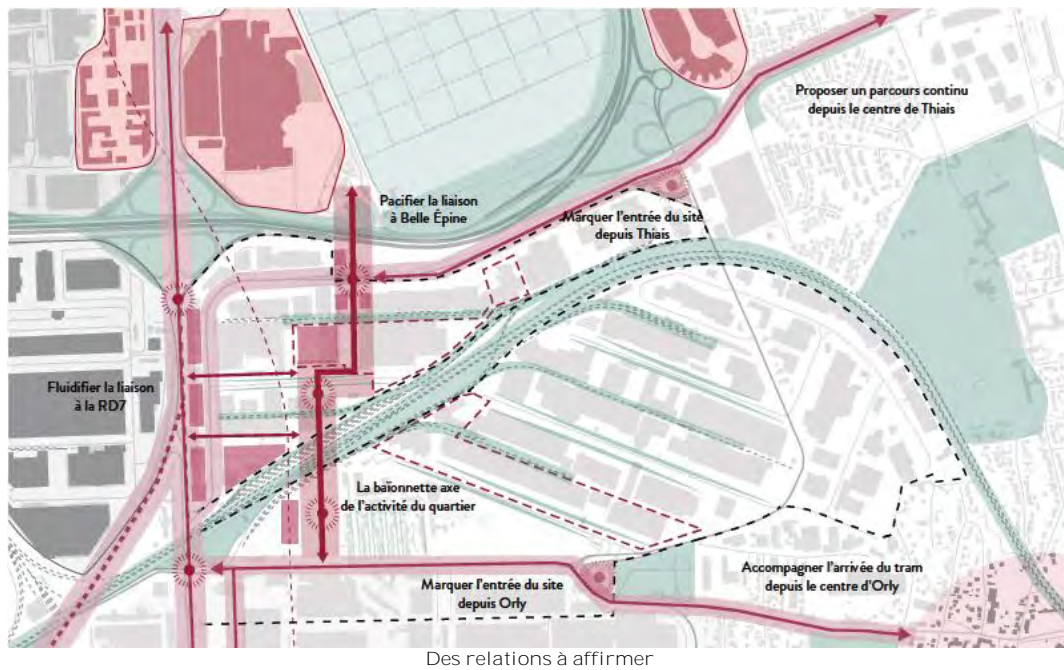 Proposer un parcours continu
depuis le centre de Thiais
Pacifier la liaison
à Belle Épine
Marquer l'entrée du site
depuis Thiais
Fluidifier la liaison
à la RD7
La baïonnette axe
de l'activité du quartier
Accompagner l'arrivée du tram
depuis le centre d'Orly
Marquer l'entrée du site
depuis Orly
Des relations à affirmer